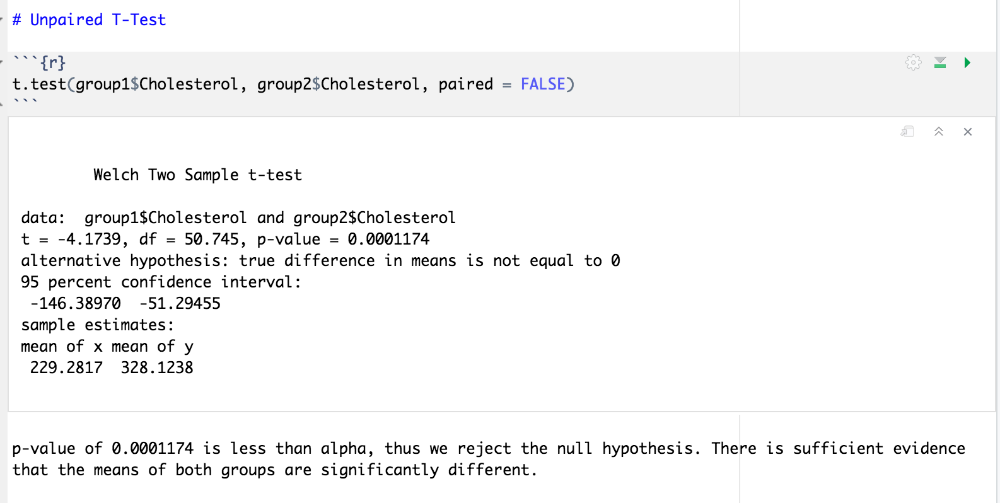 # Unpaired T-Test
```{r}
t.test(group1$Cholesterol, group2$Cholesterol, paired = FALSE)
```
Welch Two Sample t-test
data:  group1$Cholesterol and group2$Cholesterol
t = -4.1739, df = 50.745, p-value = 0.0001174
alternative hypothesis: true difference in means is not equal to 0
95 percent confidence interval:
 -146.38970  -51.29455
sample estimates:
mean of x mean of y
 229.2817  328.1238
p-value of 0.0001174 is less than alpha, thus we reject the null hypothesis. There is sufficient evidence
that the means of both groups are significantly different.